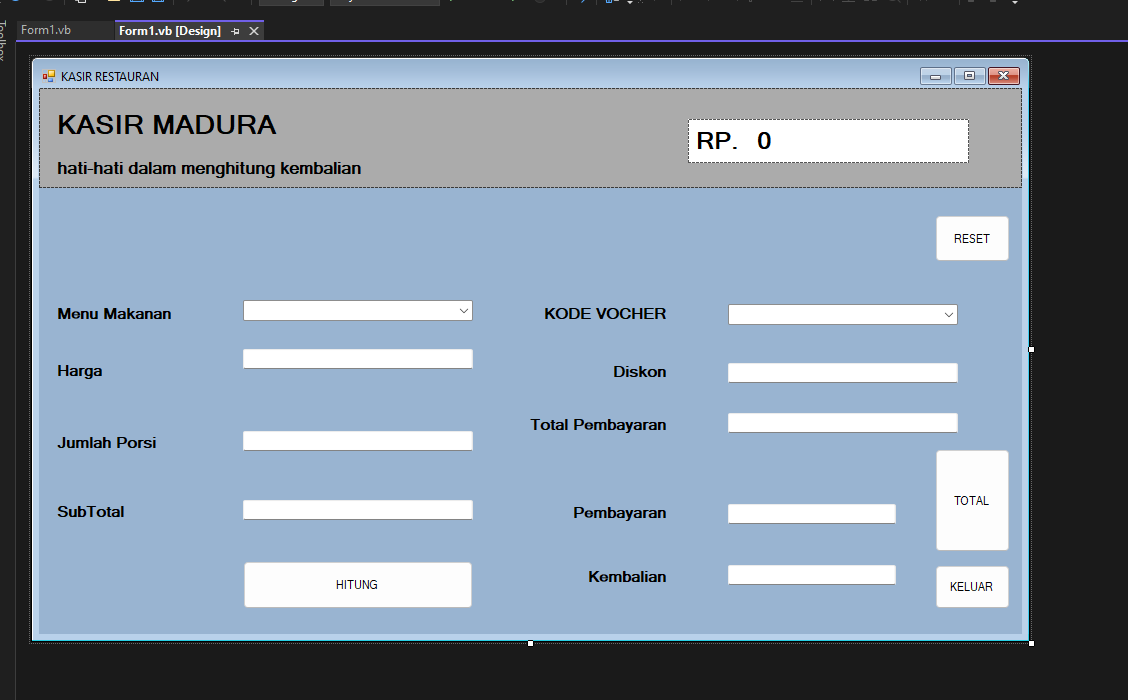 Form1.vb
Form1.vb [Design]
Toolbox
KASIR RESTAURAN
KASIR MADURA
hati-hati dalam menghitung kembalian
RP. 0
RESET
Menu Makanan
KODE VOCHER
Harga
Diskon
Total Pembayaran
Jumlah Porsi
TOTAL
SubTotal
Pembayaran
Kembalian
HITUNG
KELUAR